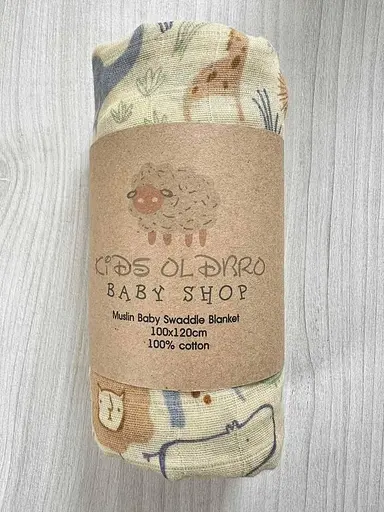 KIDS OLDBRO
BABY SHOP
Muslin Baby Swaddle Blanket
100x120cm
100% cotton